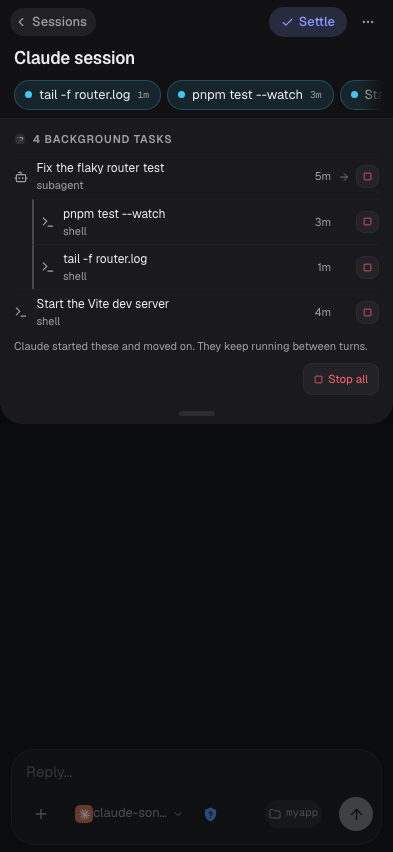 Sessions
Settle
Claude session
tail -f router.log 1m
pnpm test --watch 3m
4 BACKGROUND TASKS
Fix the flaky router test
subagent
5m
pnpm test --watch
shell
3m
tail -f router.log
shell
1m
Start the Vite dev server
shell
4m
Claude started these and moved on. They keep running between turns.
Stop all
Reply...
claude-son...
myapp